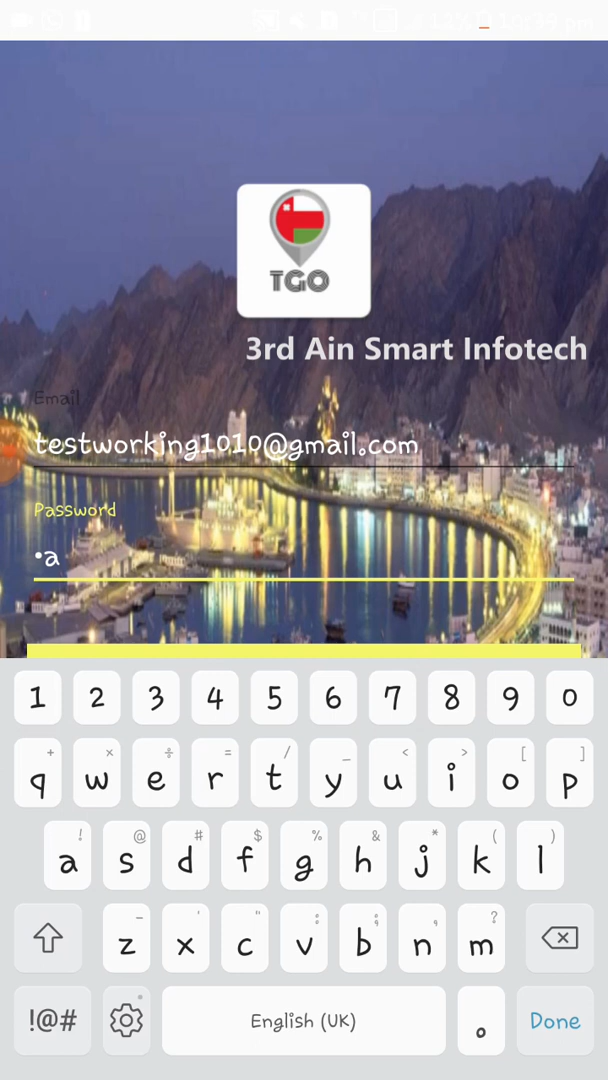 TGO
3rd Ain Smart Infotech
Email
testworking1010@gmail.com
Password
•a
1 2 3 4 5 6 7 8 9 0
+ × ÷ = / _ < > [ ]
q w e r t y u i o p
! @ # $ % & * ( )
a s d f g h j k l
- ' " : ; , ?
z x c v b n m
!@# English (UK) . Done